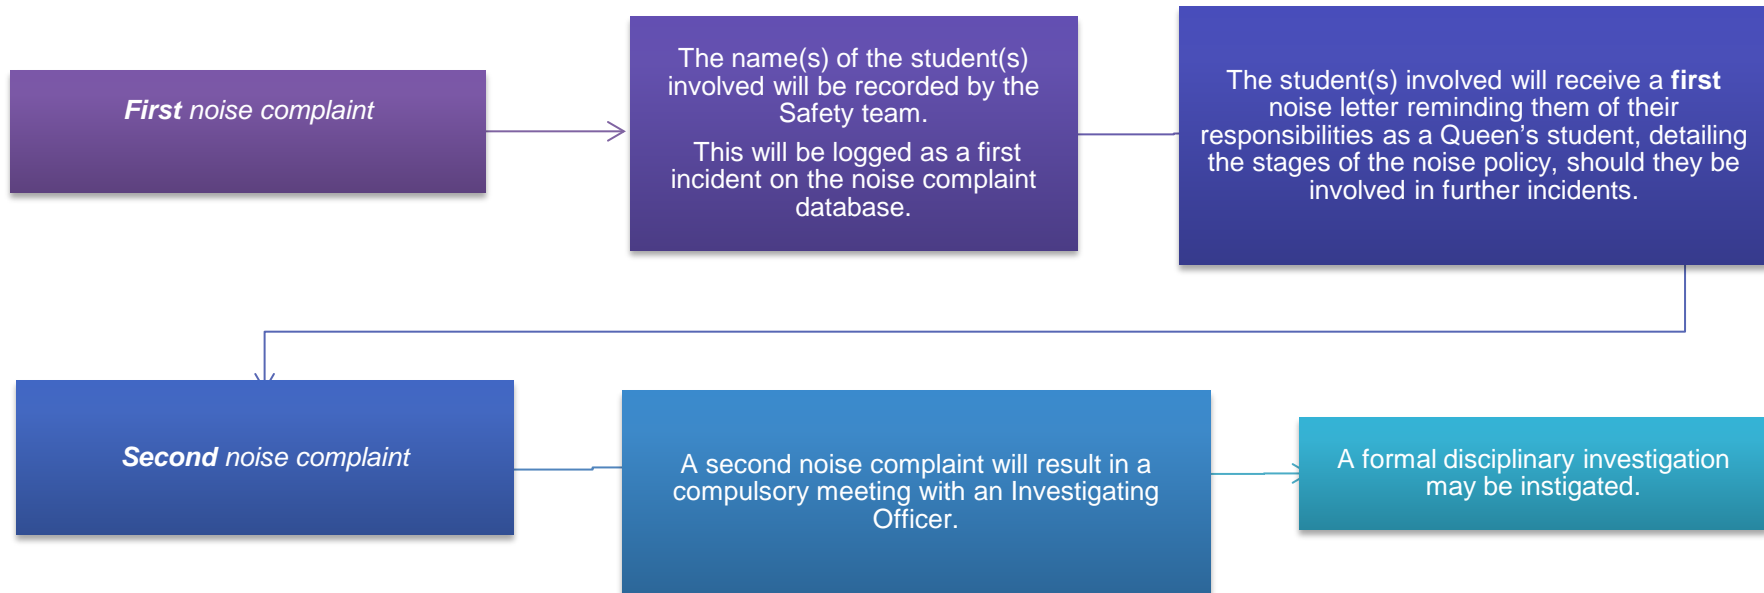 First noise complaint
The name(s) of the student(s)
involved will be recorded by the
Safety team.
This will be logged as a first
incident on the noise complaint
database.
The student(s) involved will receive a first
noise letter reminding them of their
responsibilities as a Queen’s student, detailing
the stages of the noise policy, should they be
involved in further incidents.
Second noise complaint
A second noise complaint will result in a
compulsory meeting with an Investigating
Officer.
A formal disciplinary investigation
may be instigated.